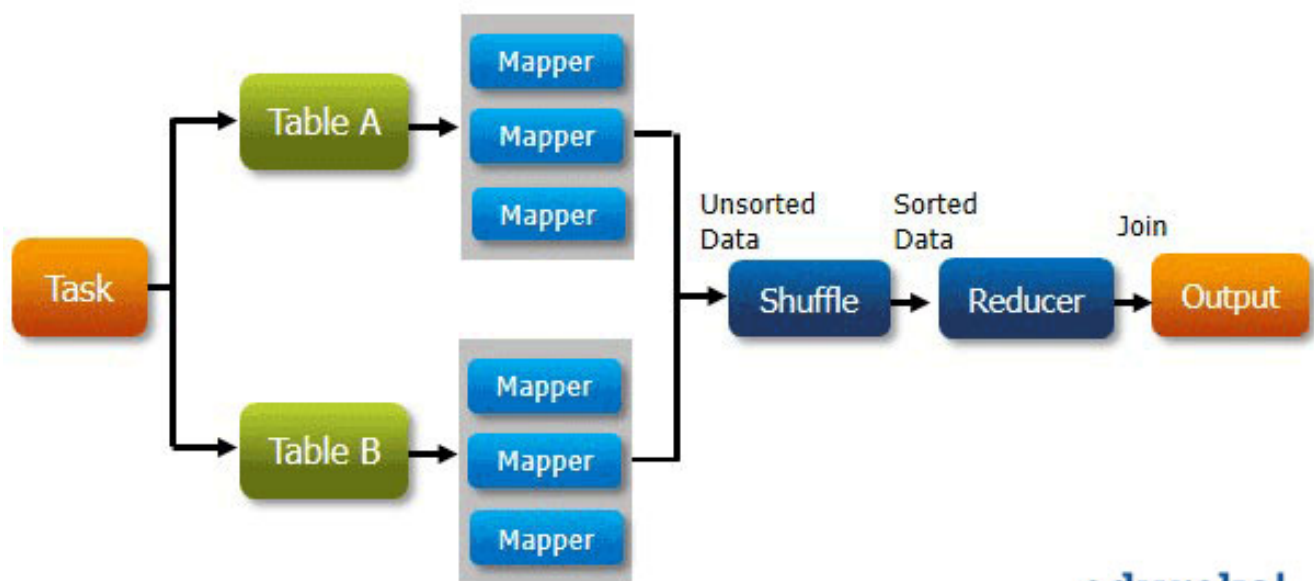 Mapper
Table A
Mapper
Mapper
Unsorted
Data
Sorted
Data
Join
Task
Shuffle
Reducer
Output
Mapper
Table B
Mapper
Mapper